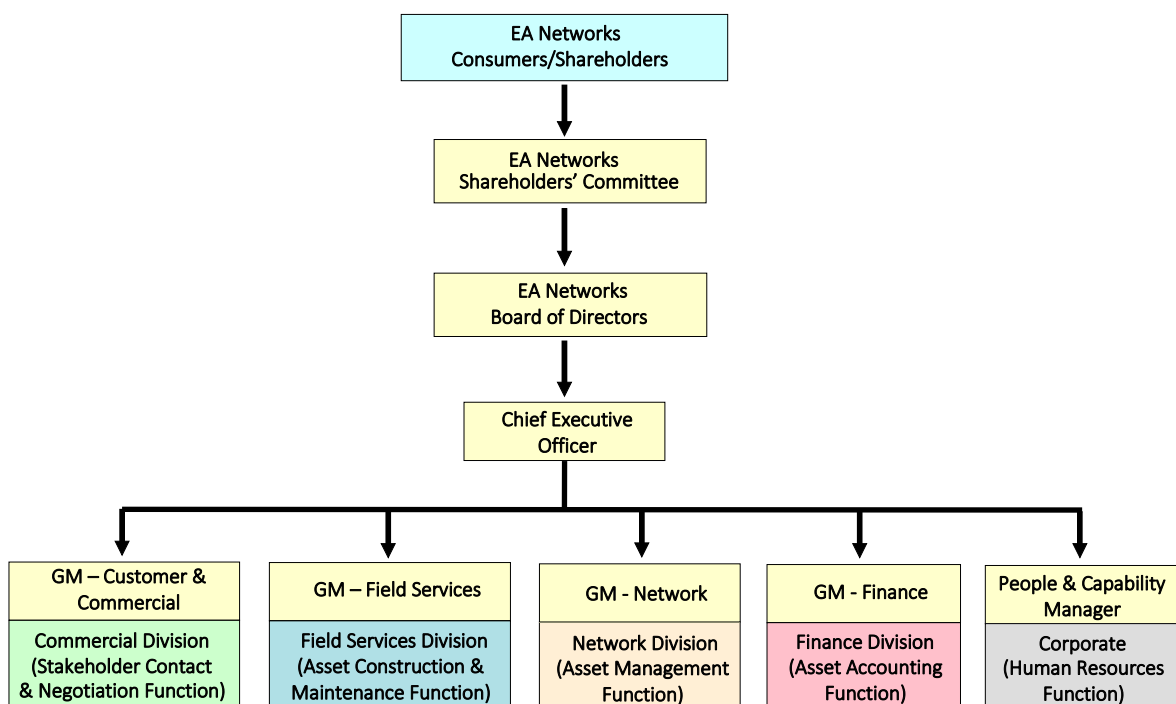 EA Networks
Consumers/Shareholders
EA Networks
Shareholders’ Committee
EA Networks
Board of Directors
Chief Executive
Officer
GM – Customer &
Commercial
Commercial Division
(Stakeholder Contact
& Negotiation Function)
GM – Field Services
Field Services Division
(Asset Construction &
Maintenance Function)
GM - Network
Network Division
(Asset Management
Function)
GM - Finance
Finance Division
(Asset Accounting
Function)
People & Capability
Manager
Corporate
(Human Resources
Function)